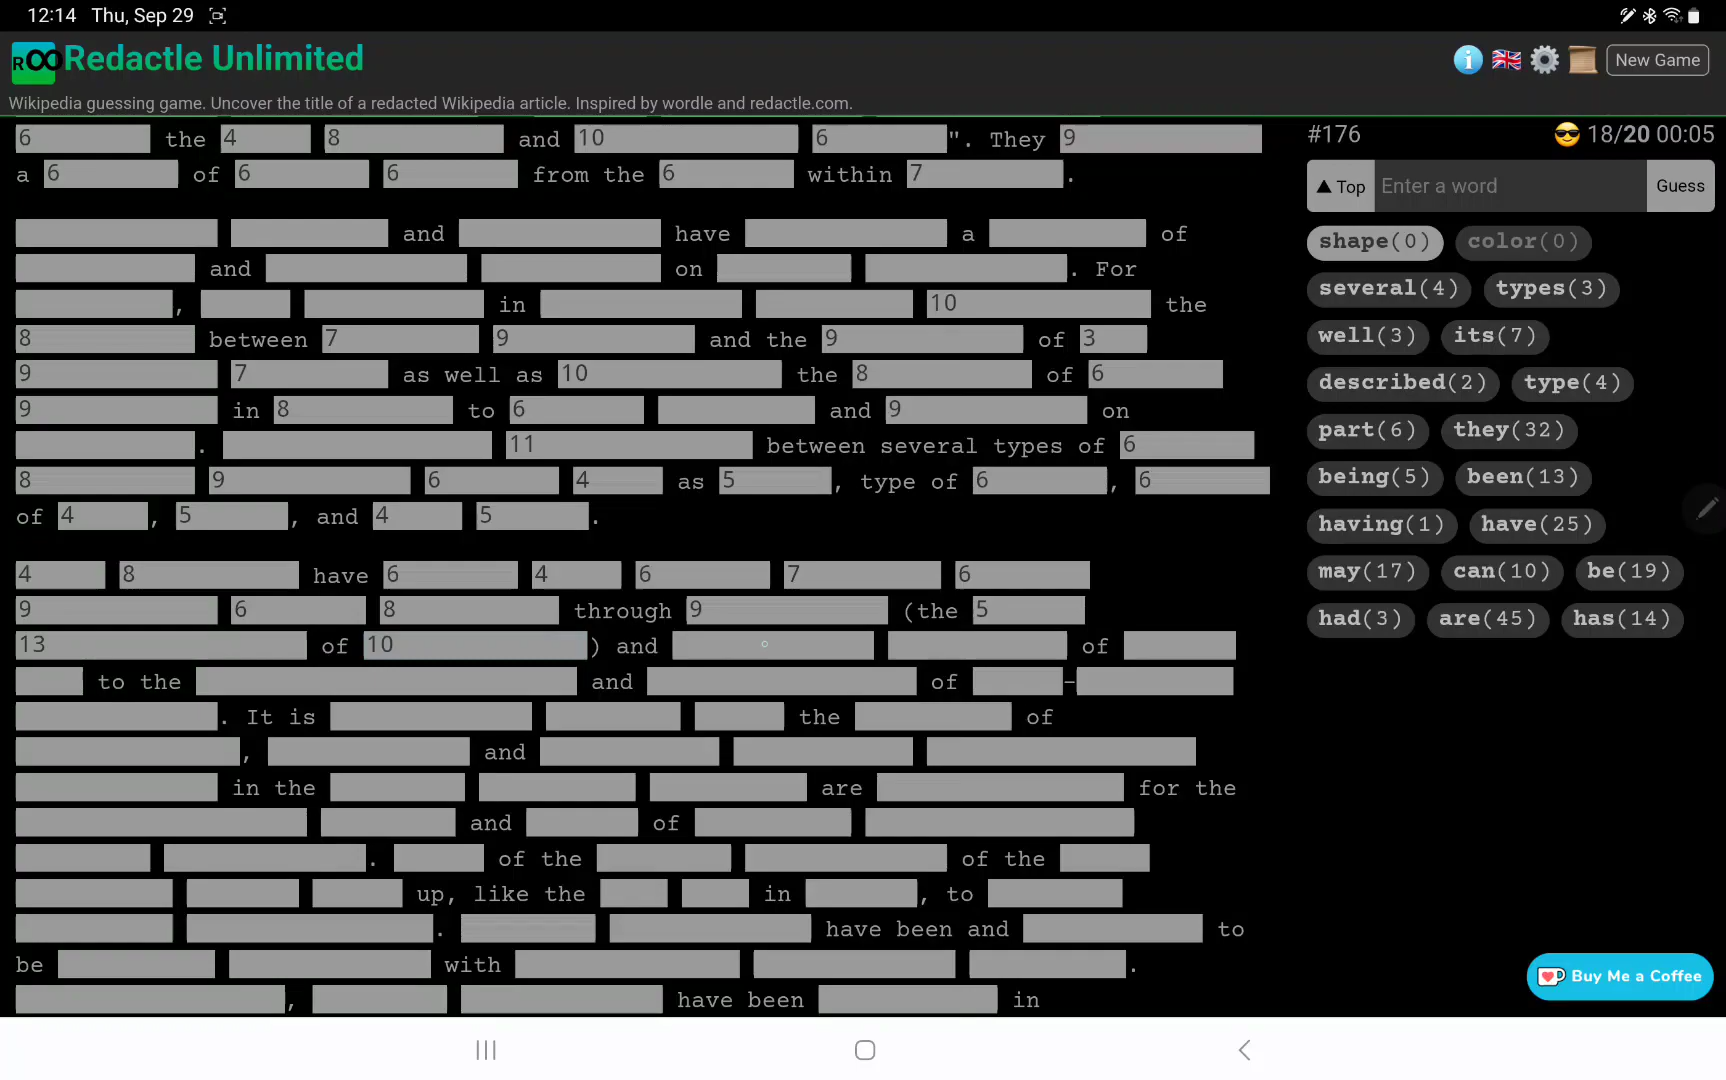 12:14 Thu, Sep 29
R∞ Redactle Unlimited
New Game
Wikipedia guessing game. Uncover the title of a redacted Wikipedia article. Inspired by wordle and redactle.com.
6 the 4 8 and 10 6 ". They 9
a 6 of 6 6 from the 6 within 7 .
and have a of
and on . For
, in 10 the
8 between 7 9 and the 9 of 3
9 7 as well as 10 the 8 of 6
9 in 8 to 6 and 9 on
. 11 between several types of 6
8 9 6 4 as 5 , type of 6 , 6
of 4 , 5 , and 4 5 .
4 8 have 6 4 6 7 6
9 6 8 through 9 (the 5
13 of 10 ) and of
to the and of -
. It is the of
, and
in the are for the
and of
. of the of the
up, like the in , to
. have been and to
be with .
, have been in
#176 18/20 00:05
▲ Top Enter a word Guess
shape(0) color(0)
several(4) types(3)
well(3) its(7)
described(2) type(4)
part(6) they(32)
being(5) been(13)
having(1) have(25)
may(17) can(10) be(19)
had(3) are(45) has(14)
Buy Me a Coffee